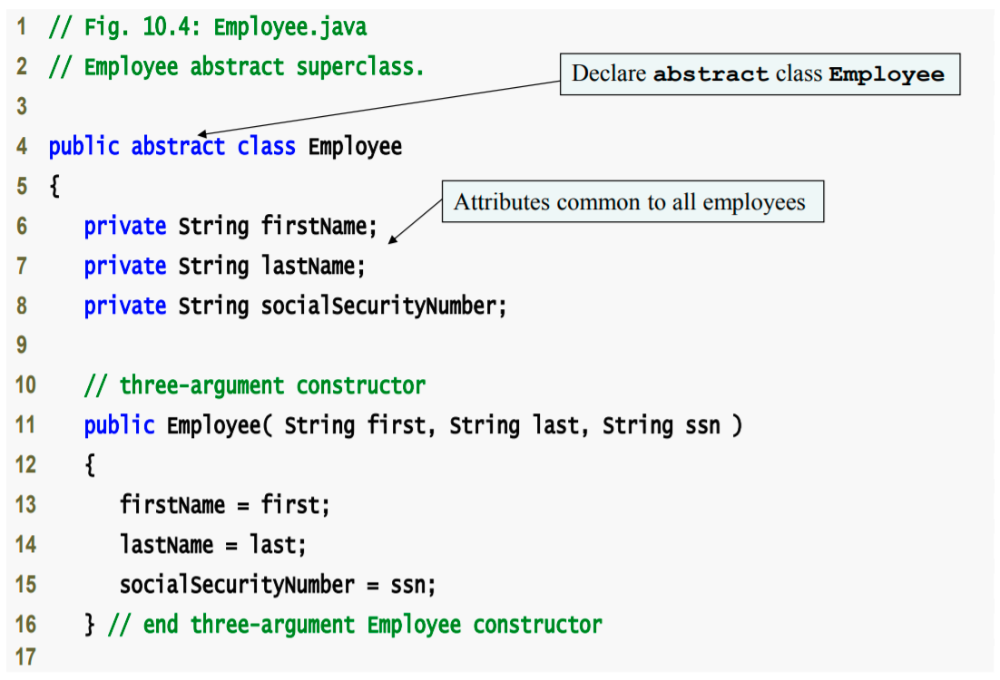 1 // Fig. 10.4: Employee.java
2 // Employee abstract superclass.
Declare abstract class Employee
3
4 public abstract class Employee
5 {
Attributes common to all employees
6 private String firstName;
7 private String lastName;
8 private String socialSecurityNumber;
9
10 // three-argument constructor
11 public Employee( String first, String last, String ssn )
12 {
13 firstName = first;
14 lastName = last;
15 socialSecurityNumber = ssn;
16 } // end three-argument Employee constructor
17